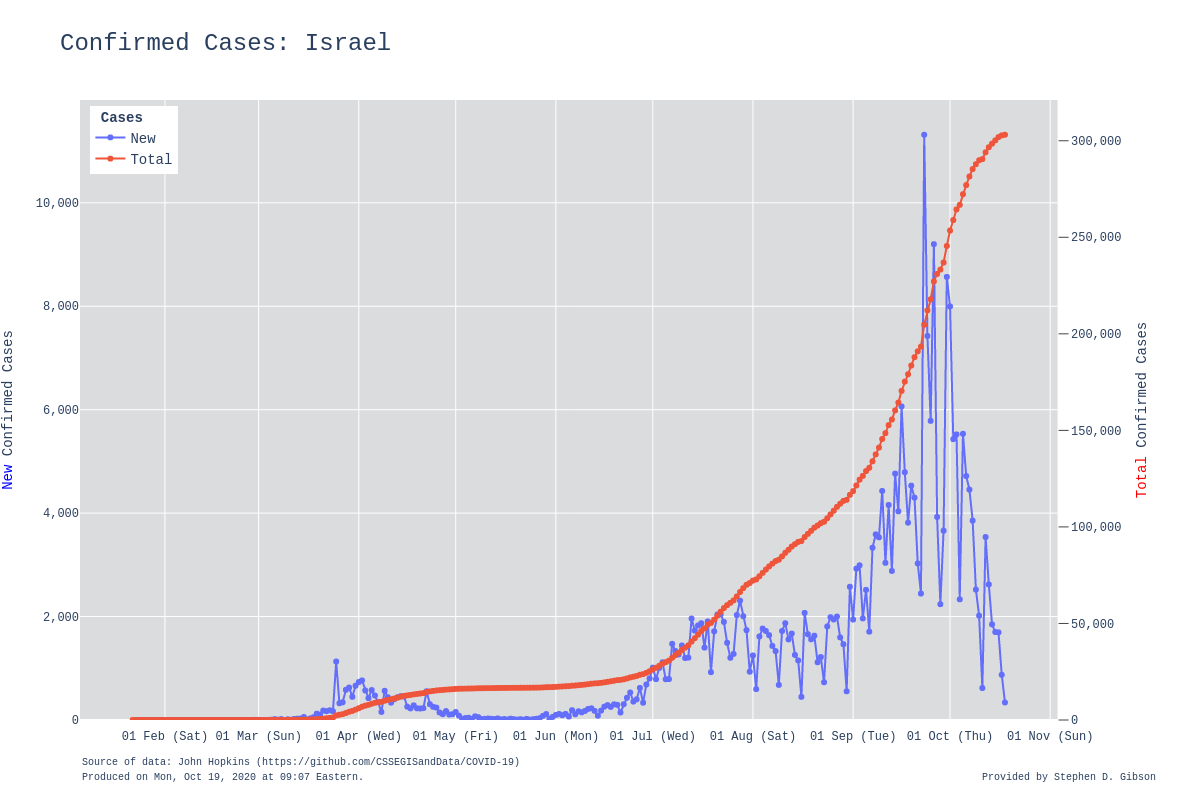 Confirmed Cases: Israel
Cases
New
Total
10,000
8,000
6,000
4,000
2,000
0
New Confirmed Cases
300,000
250,000
200,000
150,000
100,000
50,000
0
Total Confirmed Cases
01 Feb (Sat) 01 Mar (Sun) 01 Apr (Wed) 01 May (Fri) 01 Jun (Mon) 01 Jul (Wed) 01 Aug (Sat) 01 Sep (Tue) 01 Oct (Thu) 01 Nov (Sun)
Source of data: John Hopkins (https://github.com/CSSEGISandData/COVID-19)
Produced on Mon, Oct 19, 2020 at 09:07 Eastern.
Provided by Stephen D. Gibson